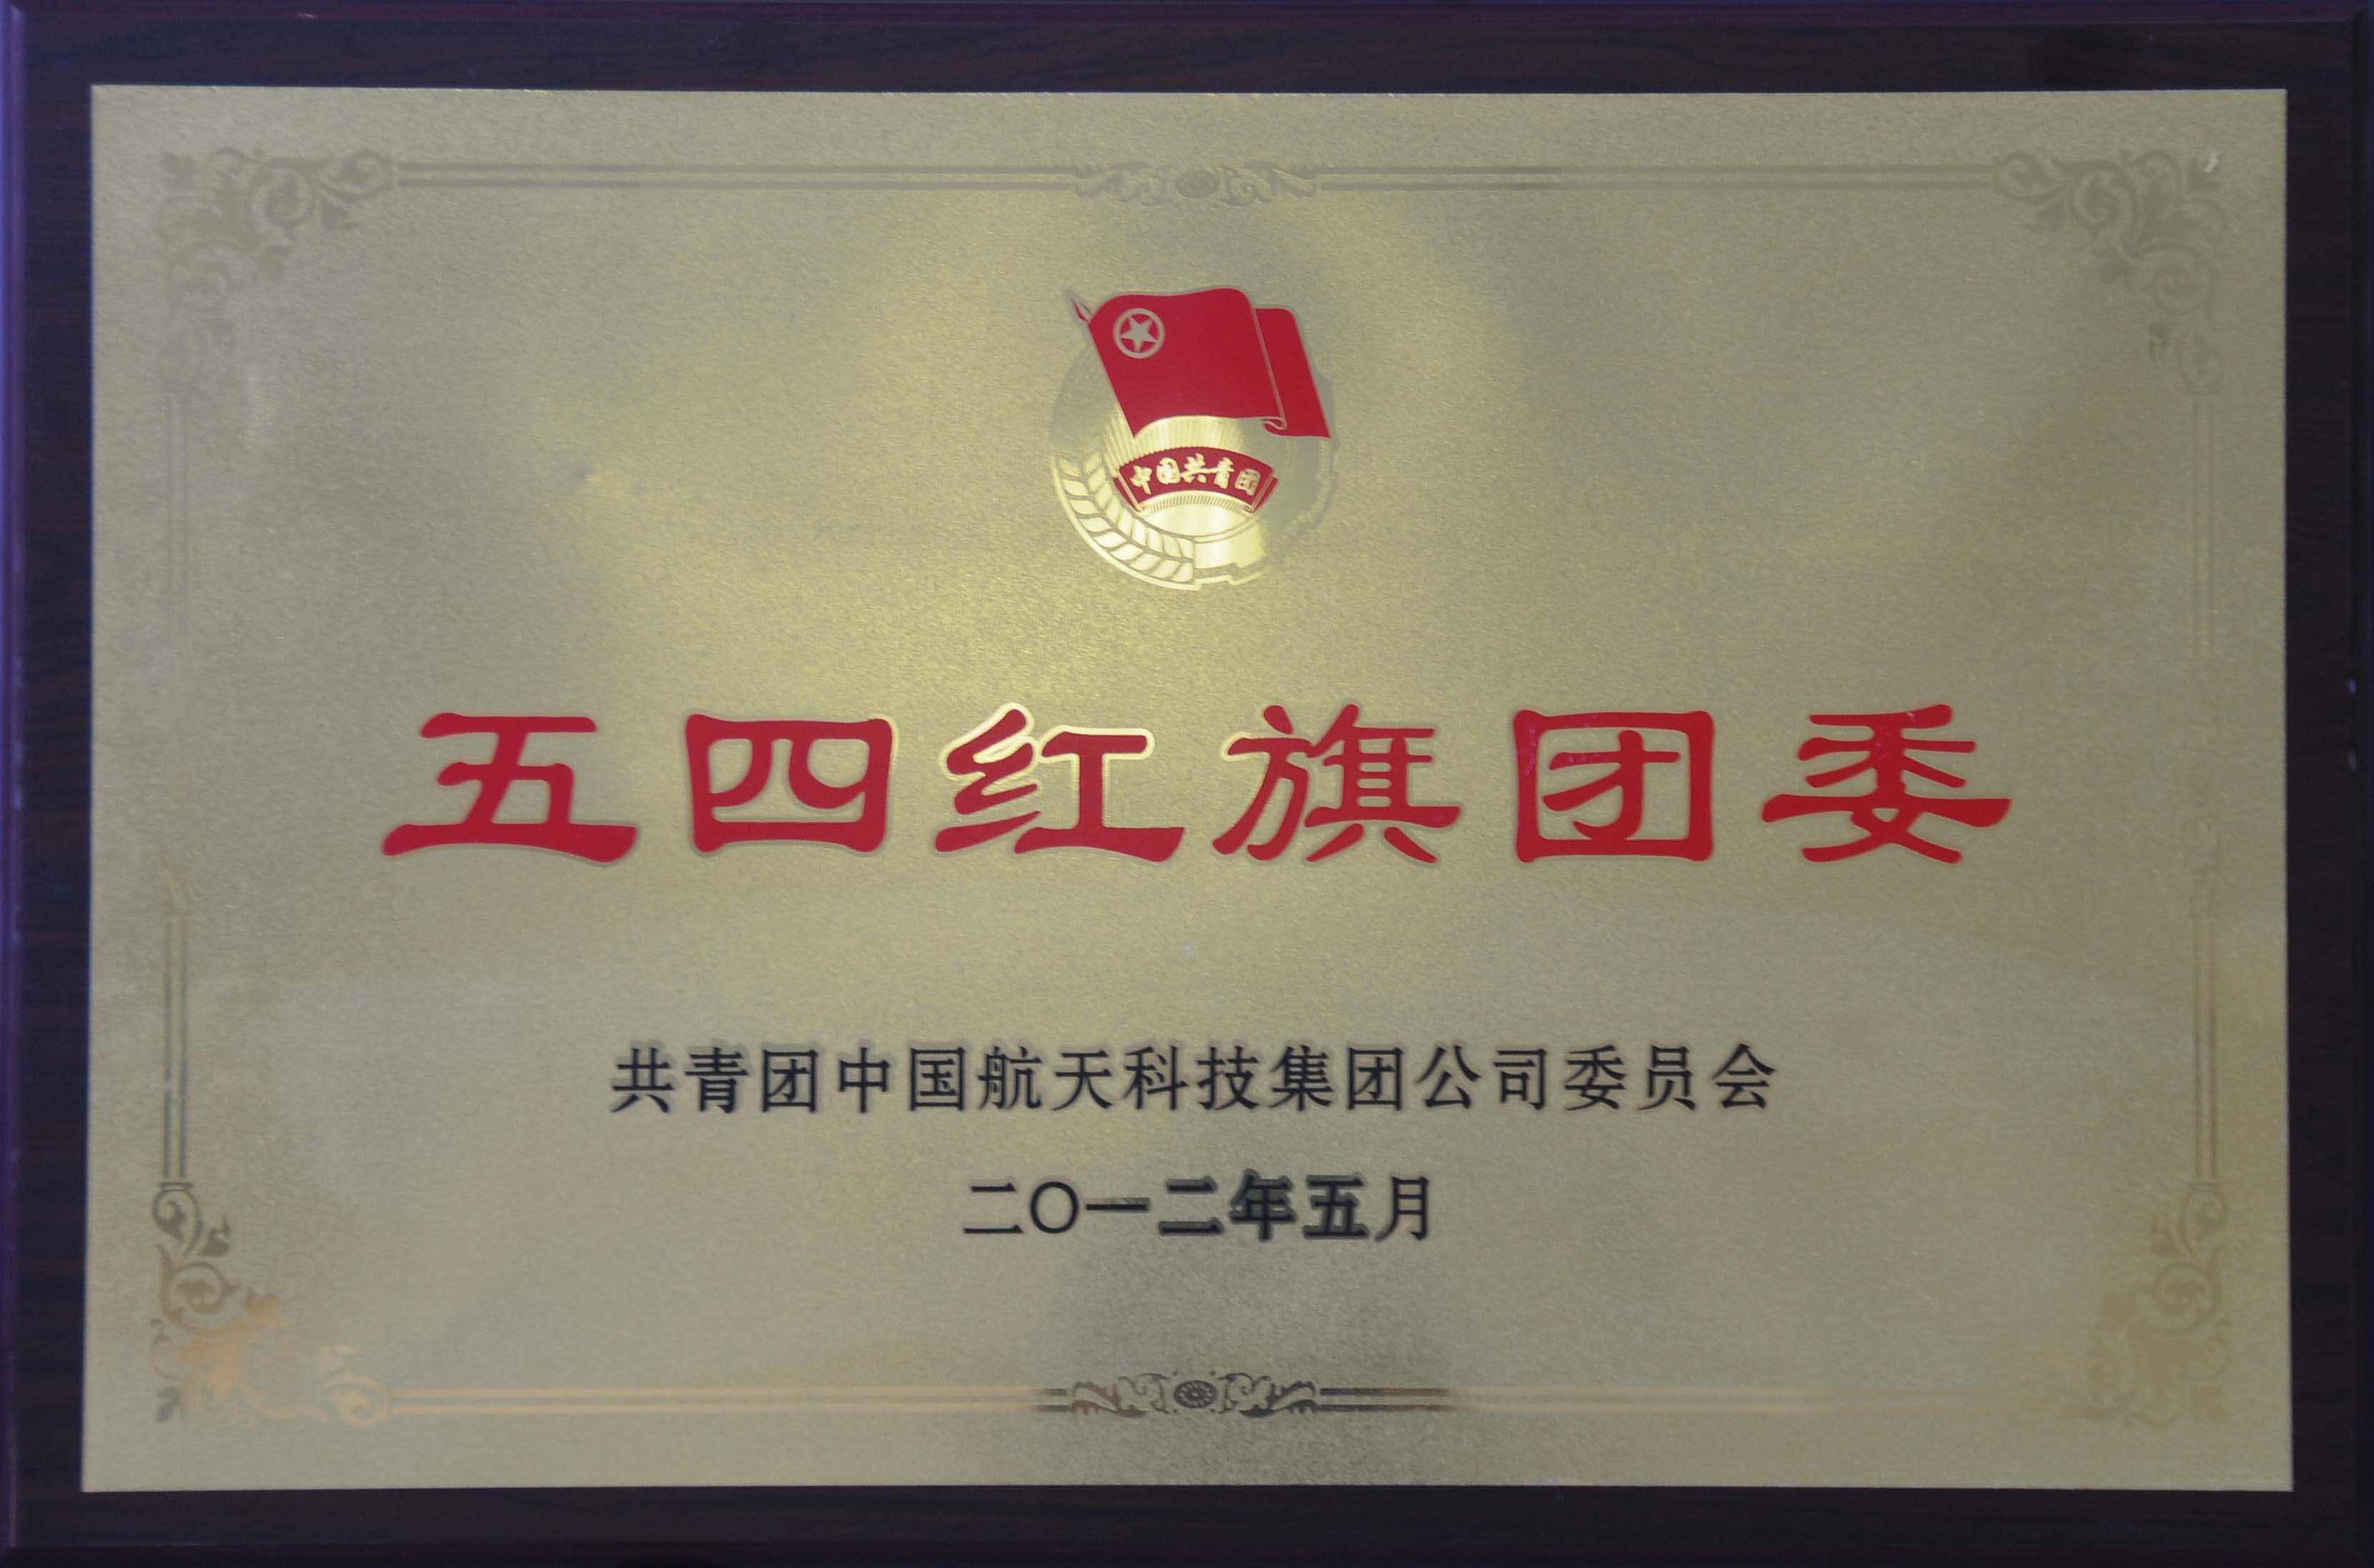 中国共青团
五四红旗团委
共青团中国航天科技集团公司委员会
二〇一二年五月